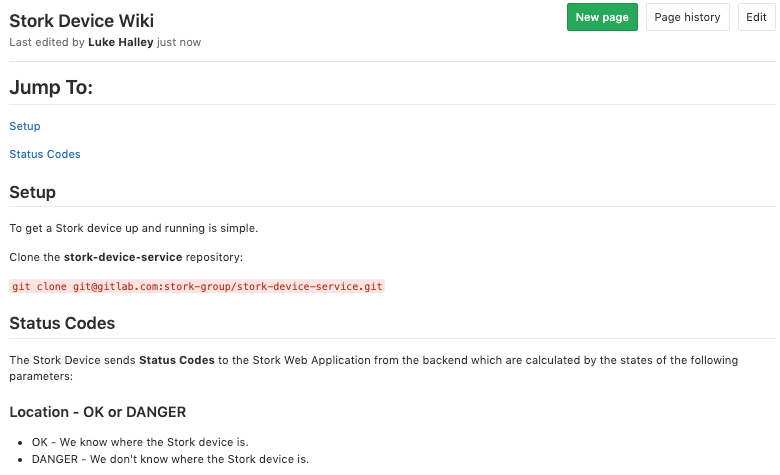 Stork Device Wiki
New page
Page history
Edit
Last edited by Luke Halley just now
Jump To:
Setup
Status Codes
Setup
To get a Stork device up and running is simple.
Clone the stork-device-service repository:
git clone git@gitlab.com:stork-group/stork-device-service.git
Status Codes
The Stork Device sends Status Codes to the Stork Web Application from the backend which are calculated by the states of the following
parameters:
Location - OK or DANGER
• OK - We know where the Stork device is.
• DANGER - We don't know where the Stork device is.